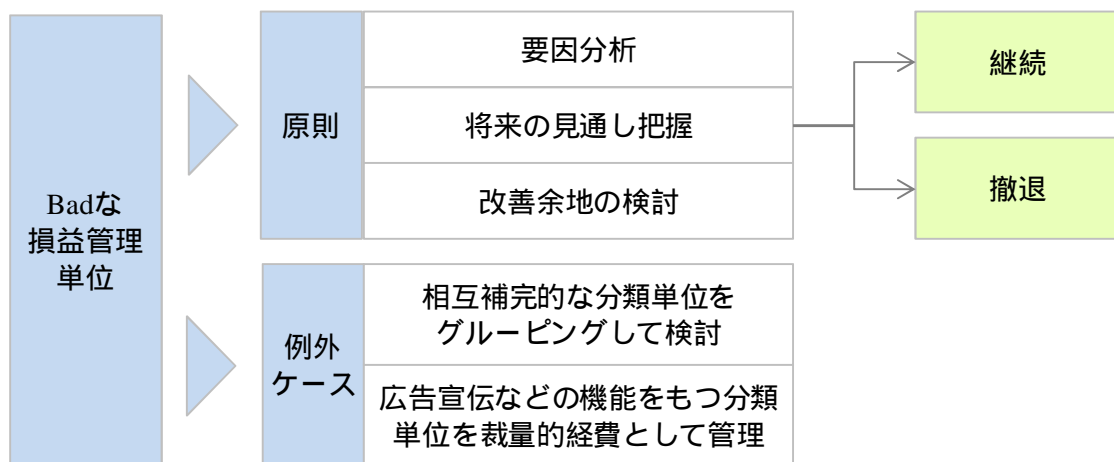 Badな
損益管理
単位
原則
要因分析
将来の見通し把握
改善余地の検討
継続
撤退
例外
ケース
相互補完的な分類単位を
グルーピングして検討
広告宣伝などの機能をもつ分類
単位を裁量的経費として管理